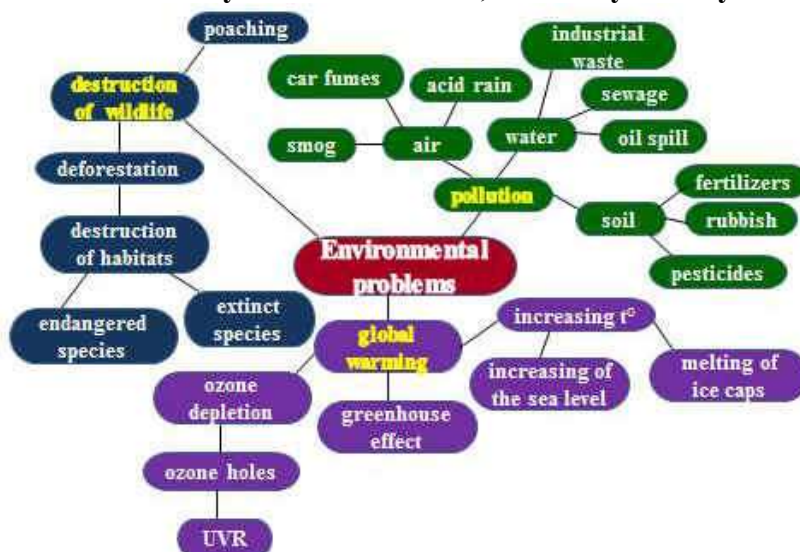 poaching
destruction
of wildlife
deforestation
destruction
of habitats
endangered
species
extinct
species
car fumes
acid rain
smog
air
industrial
waste
sewage
water
oil spill
pollution
fertilizers
soil
rubbish
pesticides
Environmental
problems
global
warming
increasing t°
increasing of
the sea level
melting of
ice caps
ozone
depletion
greenhouse
effect
ozone holes
UVR